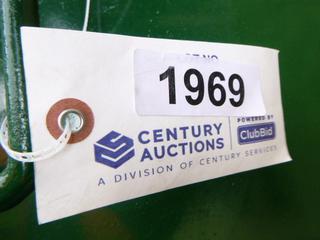 1969
CENTURY
AUCTIONS
POWERED BY
ClubBid
A DIVISION OF CENTURY SERVICES